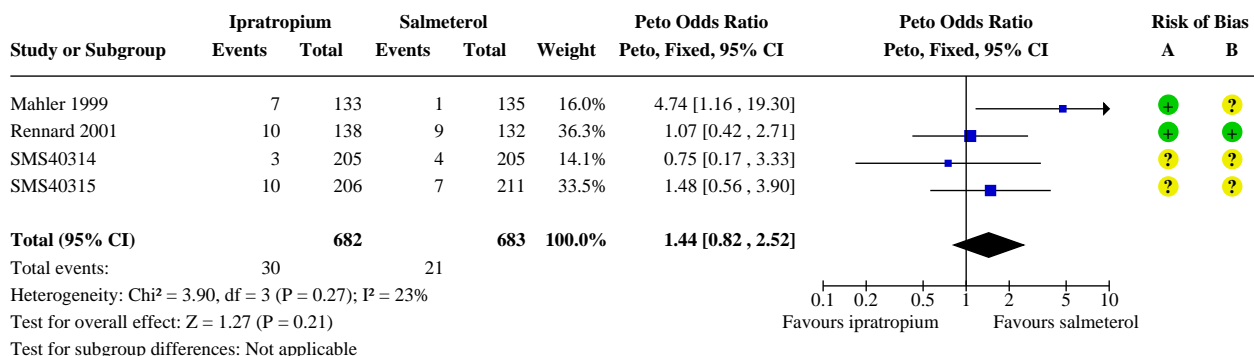 Ipratropium Salmeterol Peto Odds Ratio Peto Odds Ratio Risk of Bias
Study or Subgroup Events Total Events Total Weight Peto, Fixed, 95% CI Peto, Fixed, 95% CI A B
Mahler 1999 7 133 1 135 16.0% 4.74 [1.16 , 19.30] + ?
Rennard 2001 10 138 9 132 36.3% 1.07 [0.42 , 2.71] + +
SMS40314 3 205 4 205 14.1% 0.75 [0.17 , 3.33] ? ?
SMS40315 10 206 7 211 33.5% 1.48 [0.56 , 3.90] ? ?
Total (95% CI) 682 683 100.0% 1.44 [0.82 , 2.52]
Total events: 30 21
Heterogeneity: Chi² = 3.90, df = 3 (P = 0.27); I² = 23%
Test for overall effect: Z = 1.27 (P = 0.21)
Test for subgroup differences: Not applicable
0.1 0.2 0.5 1 2 5 10
Favours ipratropium Favours salmeterol